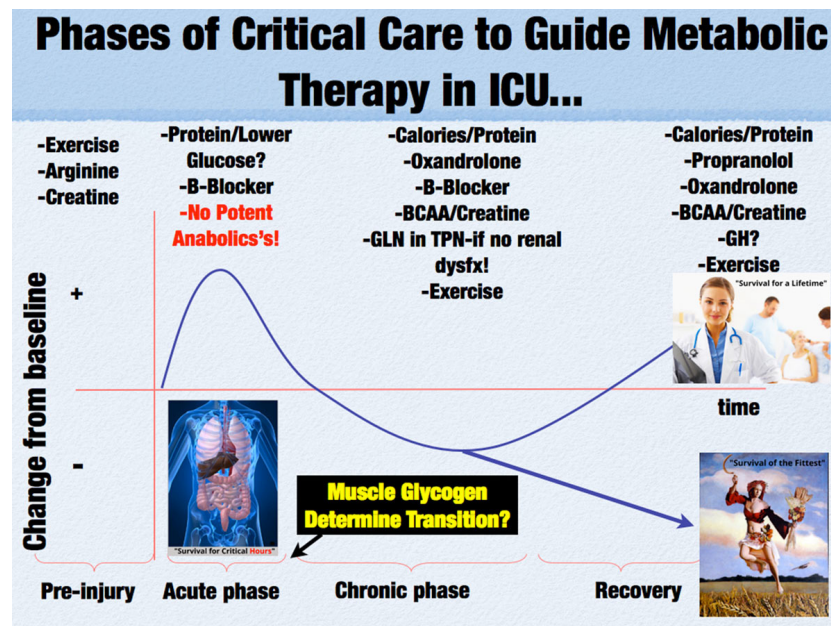 Phases of Critical Care to Guide Metabolic
Therapy in ICU...
-Exercise
-Arginine
-Creatine
-Protein/Lower
Glucose?
-B-Blocker
-No Potent
Anabolics's!
-Calories/Protein
-Oxandrolone
-B-Blocker
-BCAA/Creatine
-GLN in TPN-if no renal
dysfx!
-Exercise
-Calories/Protein
-Propranolol
-Oxandrolone
-BCAA/Creatine
-GH?
-Exercise
"Survival for a Lifetime"
Change from baseline
+
-
time
"Survival of the Fittest"
Muscle Glycogen
Determine Transition?
"Survival for Critical Hours"
Pre-injury
Acute phase
Chronic phase
Recovery